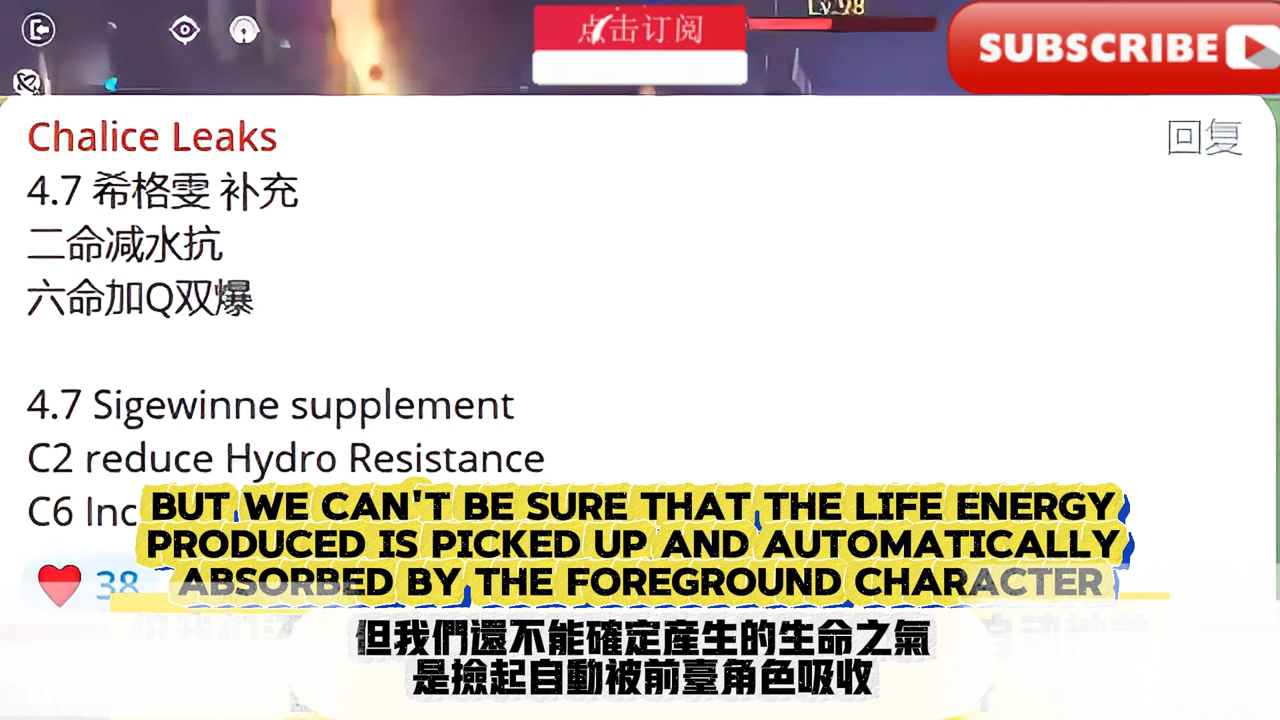 点击订阅
Lv.98
SUBSCRIBE
Chalice Leaks
回复
4.7 希格雯 补充
二命减水抗
六命加Q双爆
4.7 Sigewinne supplement
C2 reduce Hydro Resistance
C6 Inc
BUT WE CAN'T BE SURE THAT THE LIFE ENERGY
PRODUCED IS PICKED UP AND AUTOMATICALLY
ABSORBED BY THE FOREGROUND CHARACTER
38
但我們還不能確定産生的生命之氣
是撿起自動被前臺角色吸收